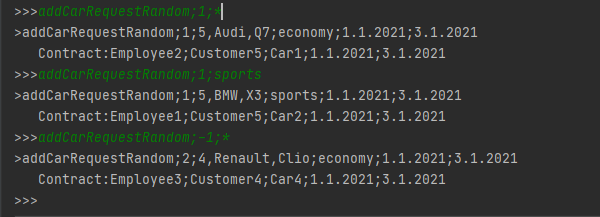 >>>addCarRequestRandom;1;*
>addCarRequestRandom;1;5,Audi,Q7;economy;1.1.2021;3.1.2021
Contract:Employee2;Customer5;Car1;1.1.2021;3.1.2021
>>>addCarRequestRandom;1;sports
>addCarRequestRandom;1;5,BMW,X3;sports;1.1.2021;3.1.2021
Contract:Employee1;Customer5;Car2;1.1.2021;3.1.2021
>>>addCarRequestRandom;-1;*
>addCarRequestRandom;2;4,Renault,Clio;economy;1.1.2021;3.1.2021
Contract:Employee3;Customer4;Car4;1.1.2021;3.1.2021
>>>